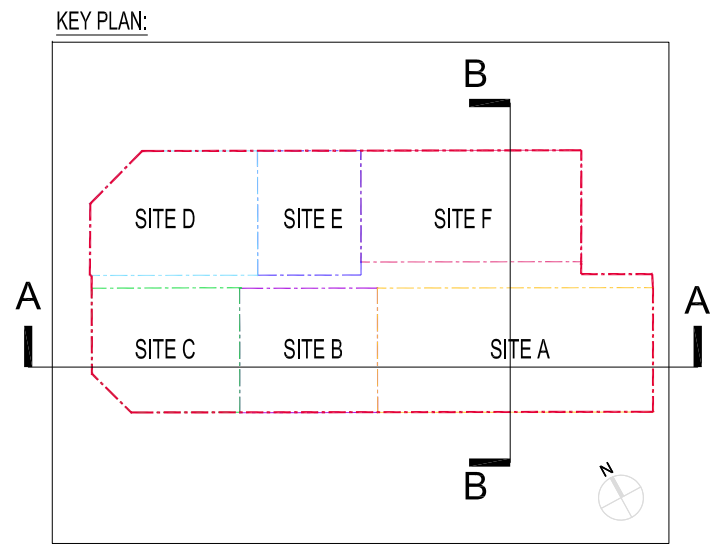 KEY PLAN:
B
SITE D
SITE E
SITE F
A
A
SITE C
SITE B
SITE A
B
N